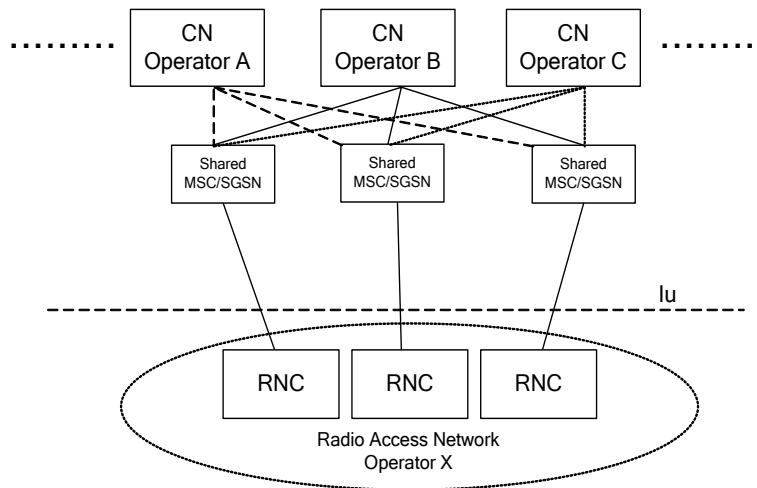 CN
Operator A
CN
Operator B
CN
Operator C
Shared
MSC/SGSN
Shared
MSC/SGSN
Shared
MSC/SGSN
Iu
RNC
RNC
RNC
Radio Access Network
Operator X